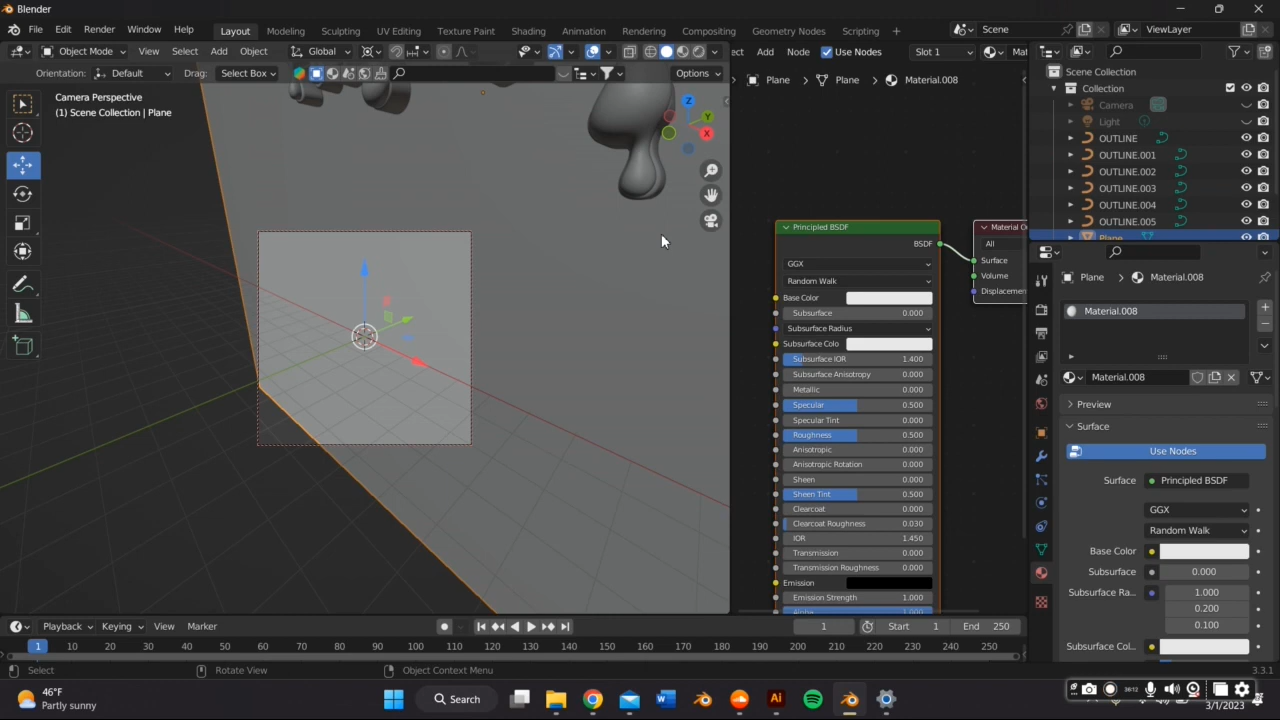 Blender
File Edit Render Window Help Layout Modeling Sculpting UV Editing Texture Paint Shading Animation Rendering Compositing Geometry Nodes Scripting + Scene ViewLayer
Object Mode View Select Add Object Global ect Add Node Use Nodes Slot 1 Mat
Orientation: Default Drag: Select Box Options
Plane Plane Material.008
Camera Perspective
(1) Scene Collection | Plane
Z
Y
X
Scene Collection
Collection
Camera
Light
OUTLINE
OUTLINE.001
OUTLINE.002
OUTLINE.003
OUTLINE.004
OUTLINE.005
Plane
Principled BSDF
BSDF
GGX
Random Walk
Base Color
Subsurface 0.000
Subsurface Radius
Subsurface Colo
Subsurface IOR 1.400
Subsurface Anisotropy 0.000
Metallic 0.000
Specular 0.500
Specular Tint 0.000
Roughness 0.500
Anisotropic 0.000
Anisotropic Rotation 0.000
Sheen 0.000
Sheen Tint 0.500
Clearcoat 0.000
Clearcoat Roughness 0.030
IOR 1.450
Transmission 0.000
Transmission Roughness 0.000
Emission
Emission Strength 1.000
Alpha 1.000
Material O
All
Surface
Volume
Displacemen
Plane Material.008
Material.008
Material.008
Preview
Surface
Use Nodes
Surface Principled BSDF
GGX
Random Walk
Base Color
Subsurface 0.000
Subsurface Ra... 1.000
0.200
0.100
Subsurface Col...
Playback Keying View Marker 1 Start 1 End 250
1 10 20 30 40 50 60 70 80 90 100 110 120 130 140 150 160 170 180 190 200 210 220 230 240 250
Select Rotate View Object Context Menu 3.3.1
46°F
Partly sunny
Search
38:12
3/1/2023